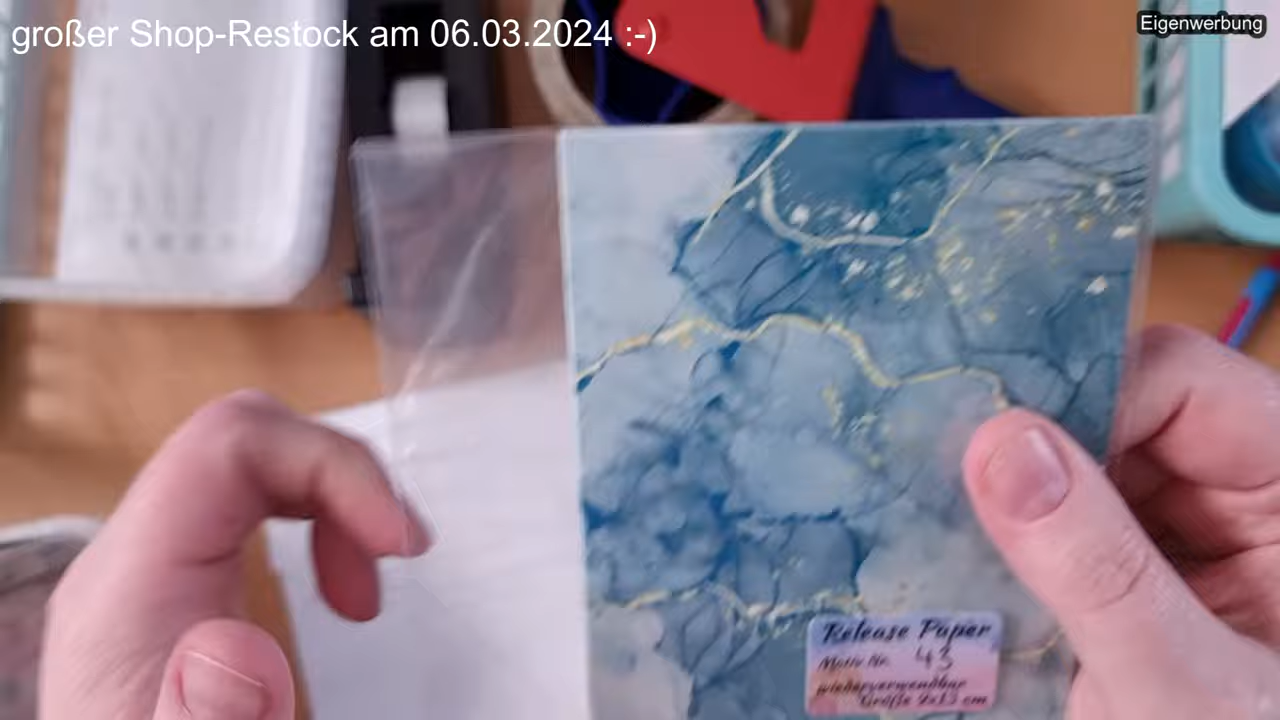 großer Shop-Restock am 06.03.2024 :-)
Eigenwerbung
Release Paper
Motiv Nr. 43
wiederverwendbar
Größe 9x13 cm